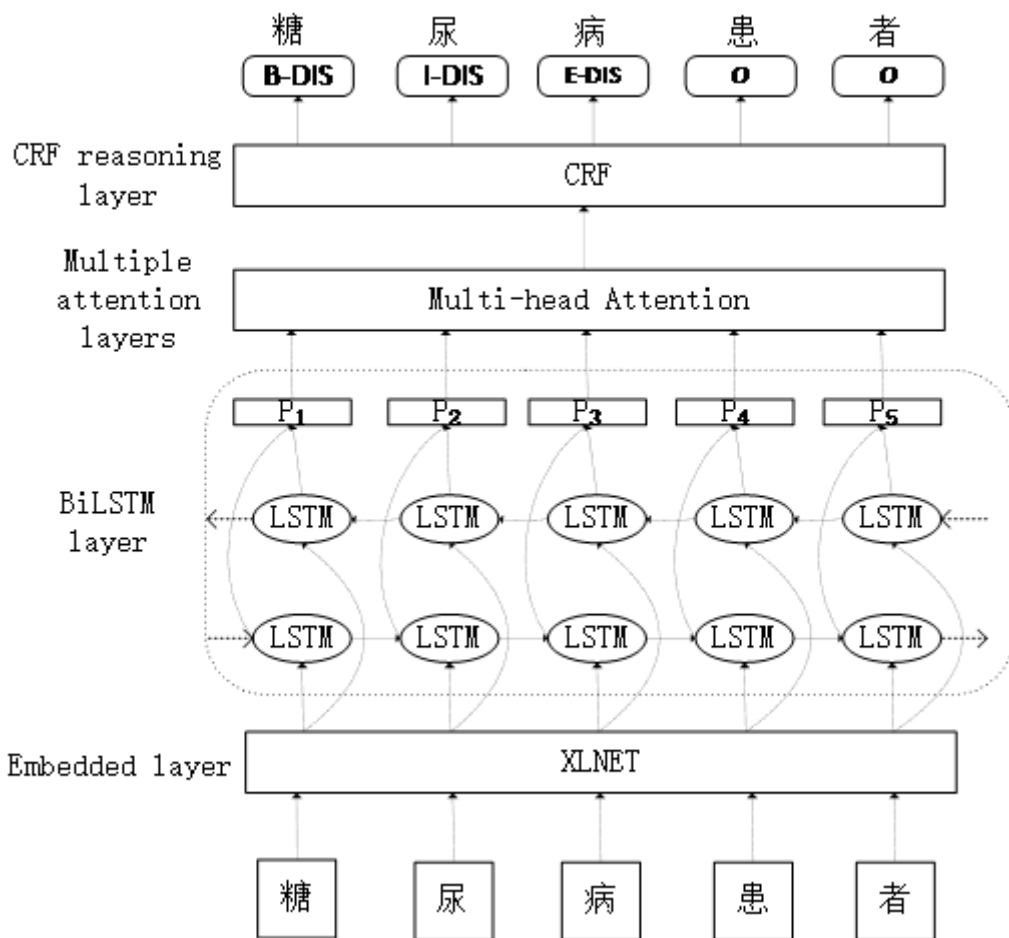 糖 尿 病 患 者
B-DIS I-DIS E-DIS O O
CRF reasoning
layer
CRF
Multiple
attention
layers
Multi-head Attention
P1 P2 P3 P4 P5
BiLSTM
layer
LSTM LSTM LSTM LSTM LSTM
LSTM LSTM LSTM LSTM LSTM
Embedded layer
XLNET
糖 尿 病 患 者